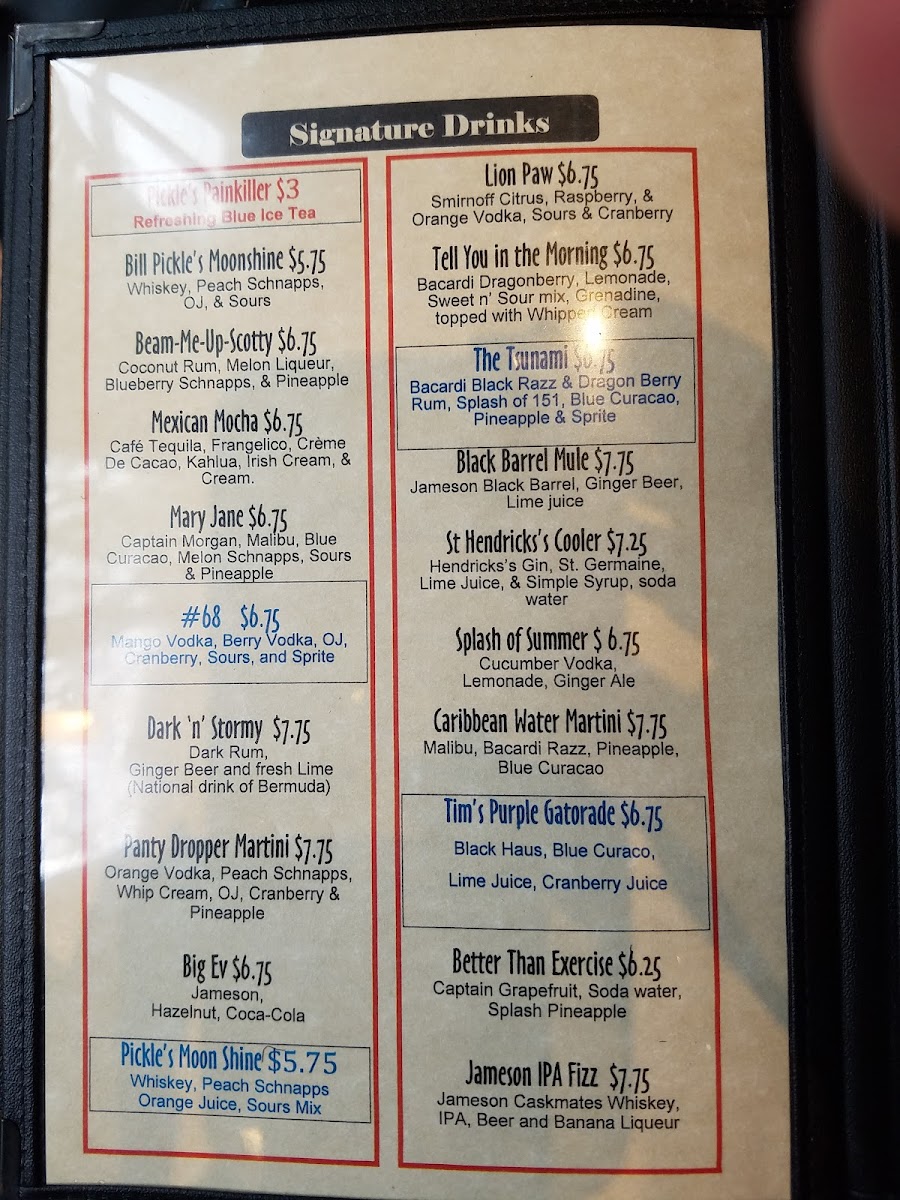 Signature Drinks
Pickle's Painkiller $3
Refreshing Blue Ice Tea
Bill Pickle's Moonshine $5.75
Whiskey, Peach Schnapps,
OJ, & Sours
Beam-Me-Up-Scotty $6.75
Coconut Rum, Melon Liqueur,
Blueberry Schnapps, & Pineapple
Mexican Mocha $6.75
Café Tequila, Frangelico, Crème
De Cacao, Kahlua, Irish Cream, &
Cream.
Mary Jane $6.75
Captain Morgan, Malibu, Blue
Curacao, Melon Schnapps, Sours
& Pineapple
#68 $6.75
Mango Vodka, Berry Vodka, OJ,
Cranberry, Sours, and Sprite
Dark 'n' Stormy $7.75
Dark Rum,
Ginger Beer and fresh Lime
(National drink of Bermuda)
Panty Dropper Martini $7.75
Orange Vodka, Peach Schnapps,
Whip Cream, OJ, Cranberry &
Pineapple
Big Ev $6.75
Jameson,
Hazelnut, Coca-Cola
Pickle's Moon Shine $5.75
Whiskey, Peach Schnapps
Orange Juice, Sours Mix
Lion Paw $6.75
Smirnoff Citrus, Raspberry, &
Orange Vodka, Sours & Cranberry
Tell You in the Morning $6.75
Bacardi Dragonberry, Lemonade,
Sweet n' Sour mix, Grenadine,
topped with Whipped Cream
The Tsunami $6.75
Bacardi Black Razz & Dragon Berry
Rum, Splash of 151, Blue Curacao,
Pineapple & Sprite
Black Barrel Mule $7.75
Jameson Black Barrel, Ginger Beer,
Lime juice
St Hendricks's Cooler $7.25
Hendricks's Gin, St. Germaine,
Lime Juice, & Simple Syrup, soda
water
Splash of Summer $ 6.75
Cucumber Vodka,
Lemonade, Ginger Ale
Caribbean Water Martini $7.75
Malibu, Bacardi Razz, Pineapple,
Blue Curacao
Tim's Purple Gatorade $6.75
Black Haus, Blue Curaco,
Lime Juice, Cranberry Juice
Better Than Exercise $6.25
Captain Grapefruit, Soda water,
Splash Pineapple
Jameson IPA Fizz $7.75
Jameson Caskmates Whiskey,
IPA, Beer and Banana Liqueur